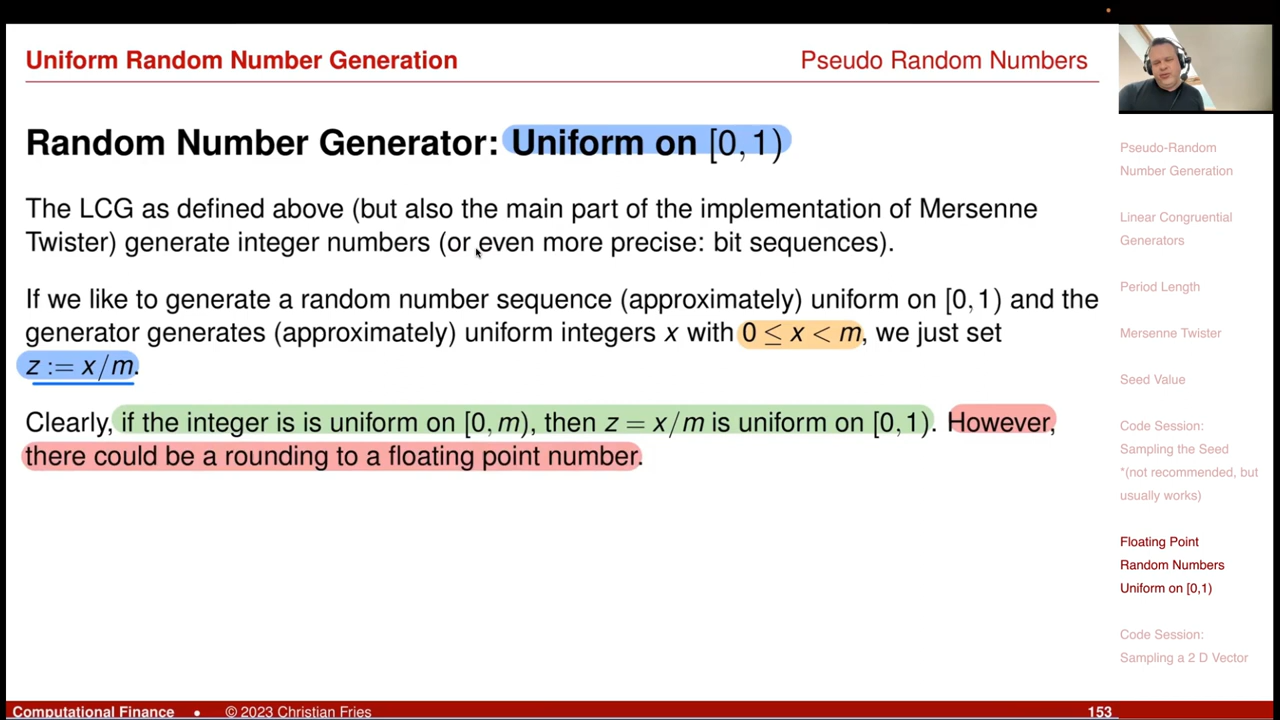 Uniform Random Number Generation
Pseudo Random Numbers
Random Number Generator: Uniform on [0,1)
The LCG as defined above (but also the main part of the implementation of Mersenne
Twister) generate integer numbers (or even more precise: bit sequences).
If we like to generate a random number sequence (approximately) uniform on [0,1) and the
generator generates (approximately) uniform integers x with 0 ≤ x < m, we just set
z := x/m.
Clearly, if the integer is is uniform on [0,m), then z = x/m is uniform on [0,1). However,
there could be a rounding to a floating point number.
Pseudo-Random
Number Generation
Linear Congruential
Generators
Period Length
Mersenne Twister
Seed Value
Code Session:
Sampling the Seed
*(not recommended, but
usually works)
Floating Point
Random Numbers
Uniform on [0,1)
Code Session:
Sampling a 2 D Vector
Computational Finance • © 2023 Christian Fries
153